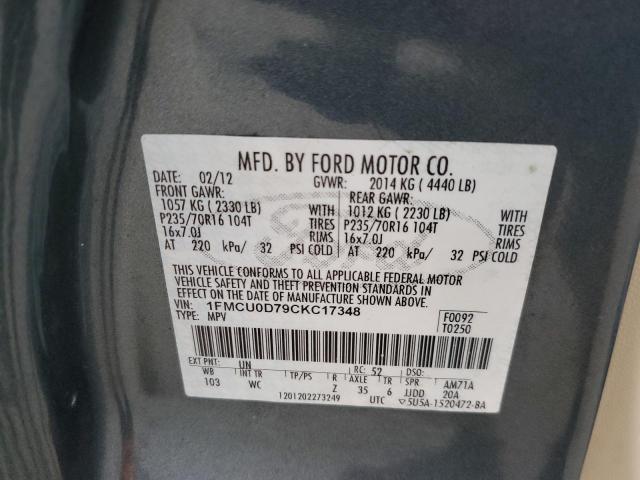 MFD. BY FORD MOTOR CO.
DATE: 02/12 GVWR: 2014 KG ( 4440 LB)
FRONT GAWR: REAR GAWR:
1057 KG ( 2330 LB) WITH 1012 KG ( 2230 LB) WITH
P235/70R16 104T TIRES P235/70R16 104T TIRES
16x7.0J RIMS 16x7.0J RIMS
AT 220 kPa/ 32 PSI COLD AT 220 kPa/ 32 PSI COLD
THIS VEHICLE CONFORMS TO ALL APPLICABLE FEDERAL MOTOR
VEHICLE SAFETY AND THEFT PREVENTION STANDARDS IN
EFFECT ON THE DATE OF MANUFACTURE SHOWN ABOVE.
VIN: 1FMCU0D79CKC17348 F0092
TYPE: MPV T0250
EXT PNT: UN RC: 52
WB INT TR TP/PS R AXLE TR SPR AM71A
103 WC Z 35 6 JJDD 20A
1201202273249 UTC ▽5U5A-1520472-BA